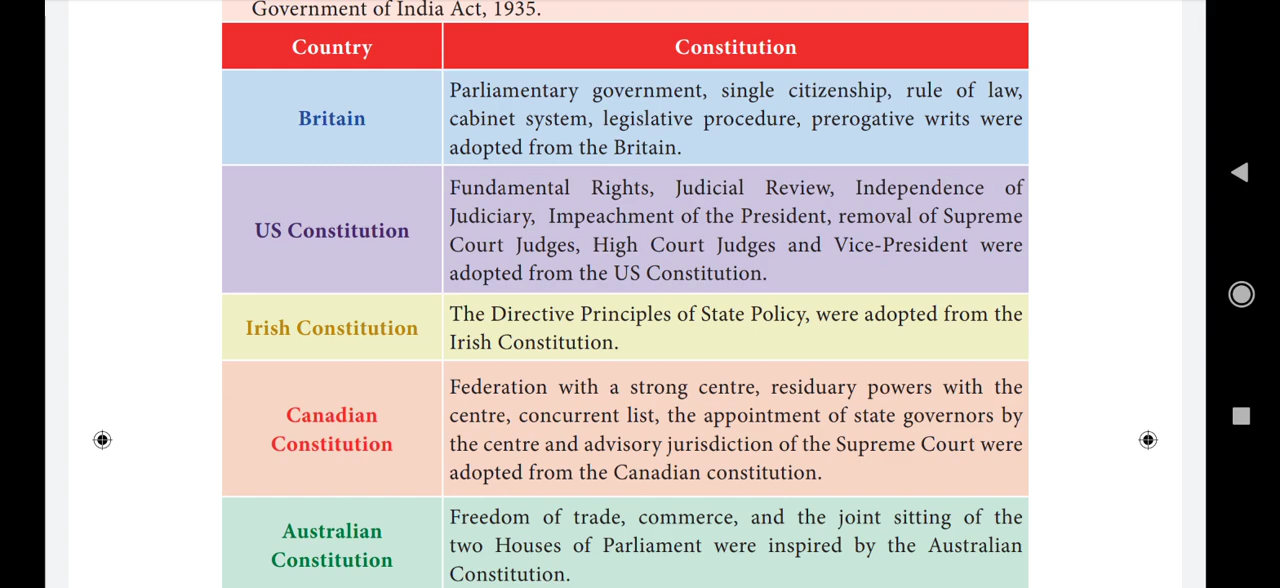 Government of India Act, 1935.
Country
Constitution
Britain
Parliamentary government, single citizenship, rule of law,
cabinet system, legislative procedure, prerogative writs were
adopted from the Britain.
US Constitution
Fundamental Rights, Judicial Review, Independence of
Judiciary, Impeachment of the President, removal of Supreme
Court Judges, High Court Judges and Vice-President were
adopted from the US Constitution.
Irish Constitution
The Directive Principles of State Policy, were adopted from the
Irish Constitution.
Canadian
Constitution
Federation with a strong centre, residuary powers with the
centre, concurrent list, the appointment of state governors by
the centre and advisory jurisdiction of the Supreme Court were
adopted from the Canadian constitution.
Australian
Constitution
Freedom of trade, commerce, and the joint sitting of the
two Houses of Parliament were inspired by the Australian
Constitution.